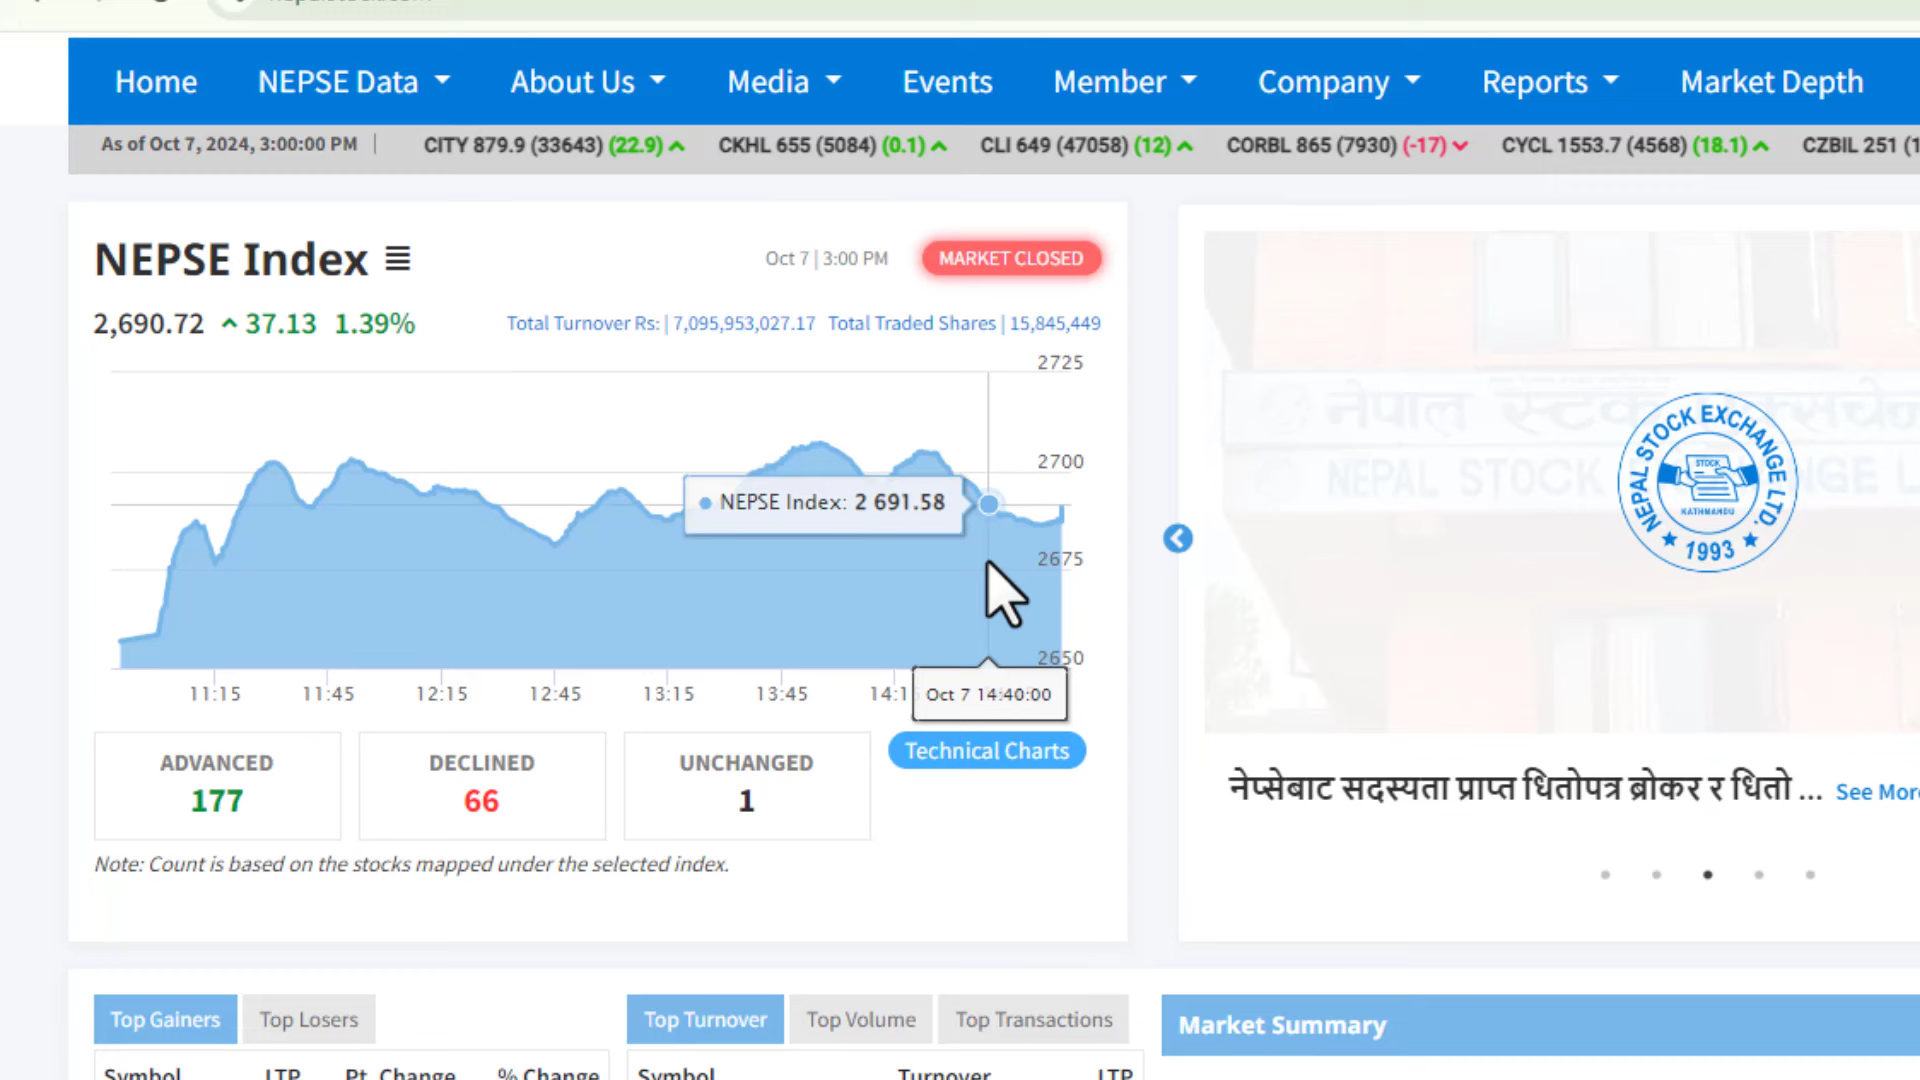 Home NEPSE Data About Us Media Events Member Company Reports Market Depth
As of Oct 7, 2024, 3:00:00 PM | CITY 879.9 (33643) (22.9) CKHL 655 (5084) (0.1) CLI 649 (47058) (12) CORBL 865 (7930) (-17) CYCL 1553.7 (4568) (18.1) CZBIL 251 (1
NEPSE Index Oct 7 | 3:00 PM MARKET CLOSED
2,690.72 37.13 1.39% Total Turnover Rs: | 7,095,953,027.17 Total Traded Shares | 15,845,449
2725
2700
NEPSE Index: 2 691.58
2675
2650
11:15 11:45 12:15 12:45 13:15 13:45 14:1 Oct 7 14:40:00
Technical Charts
ADVANCED DECLINED UNCHANGED
177 66 1
Note: Count is based on the stocks mapped under the selected index.
नेपाल
NEPAL STOCK
NEPAL STOCK EXCHANGE LTD.
STOCK
KATHMANDU
1993
नेप्सेबाट सदस्यता प्राप्त धितोपत्र ब्रोकर र धितो ... See More
Top Gainers Top Losers
Top Turnover Top Volume Top Transactions
Market Summary
Symbol LTP Pt. Change % Change
Symbol Turnover LTP